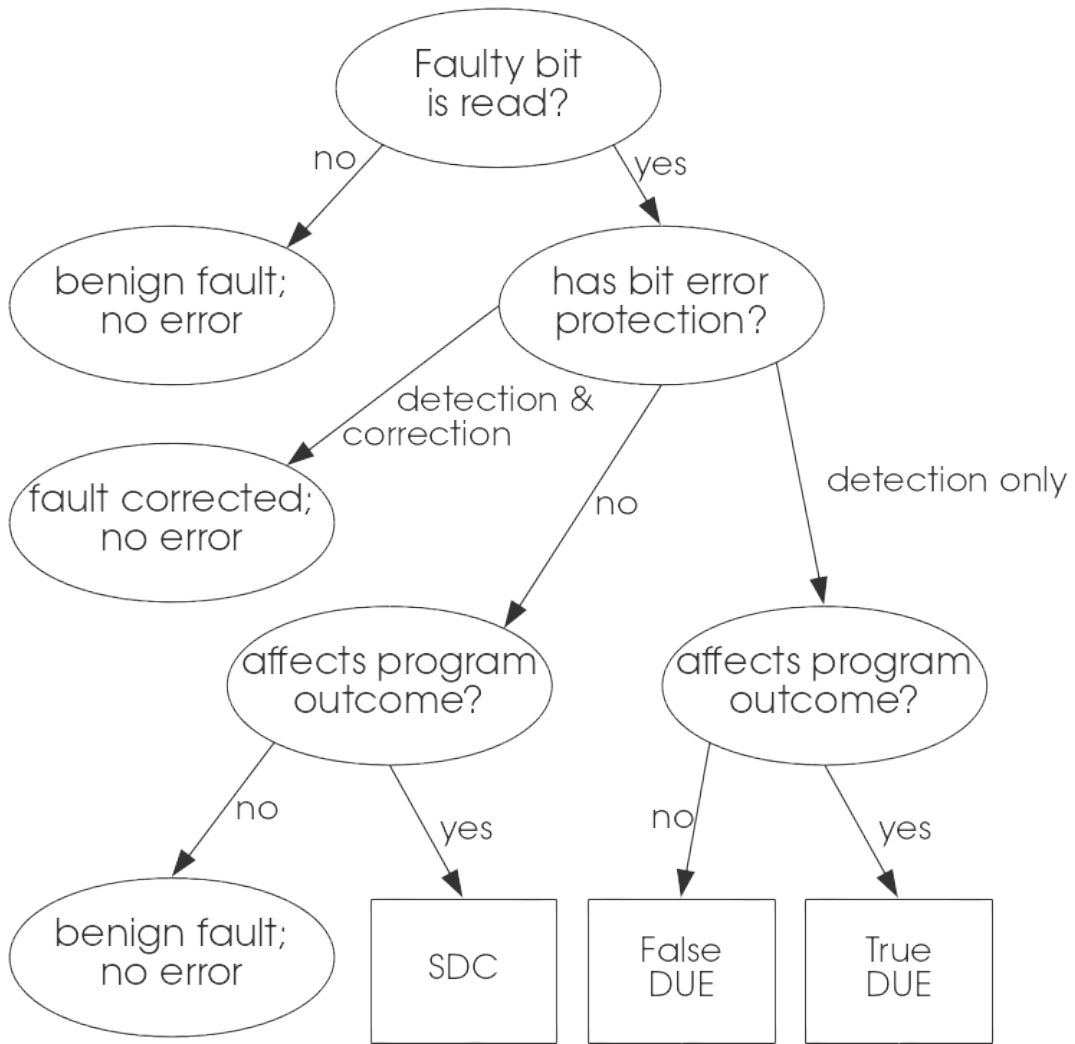 Faulty bit
is read?
no
yes
benign fault;
no error
has bit error
protection?
detection &
correction
fault corrected;
no error
no
detection only
affects program
outcome?
affects program
outcome?
no
yes
no
yes
benign fault;
no error
SDC
False
DUE
True
DUE